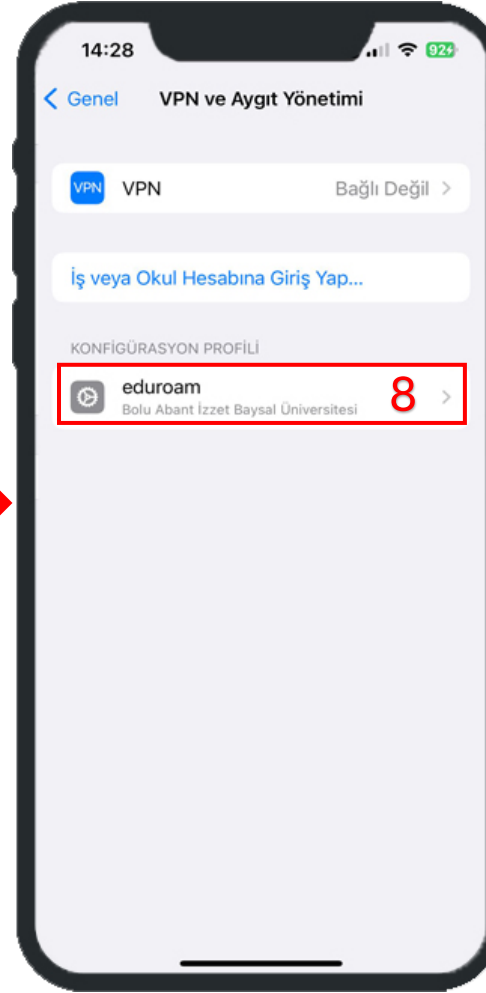 14:28
92
Genel VPN ve Aygıt Yönetimi
VPN VPN Bağlı Değil
İş veya Okul Hesabına Giriş Yap...
KONFİGÜRASYON PROFİLİ
eduroam
Bolu Abant İzzet Baysal Üniversitesi
8